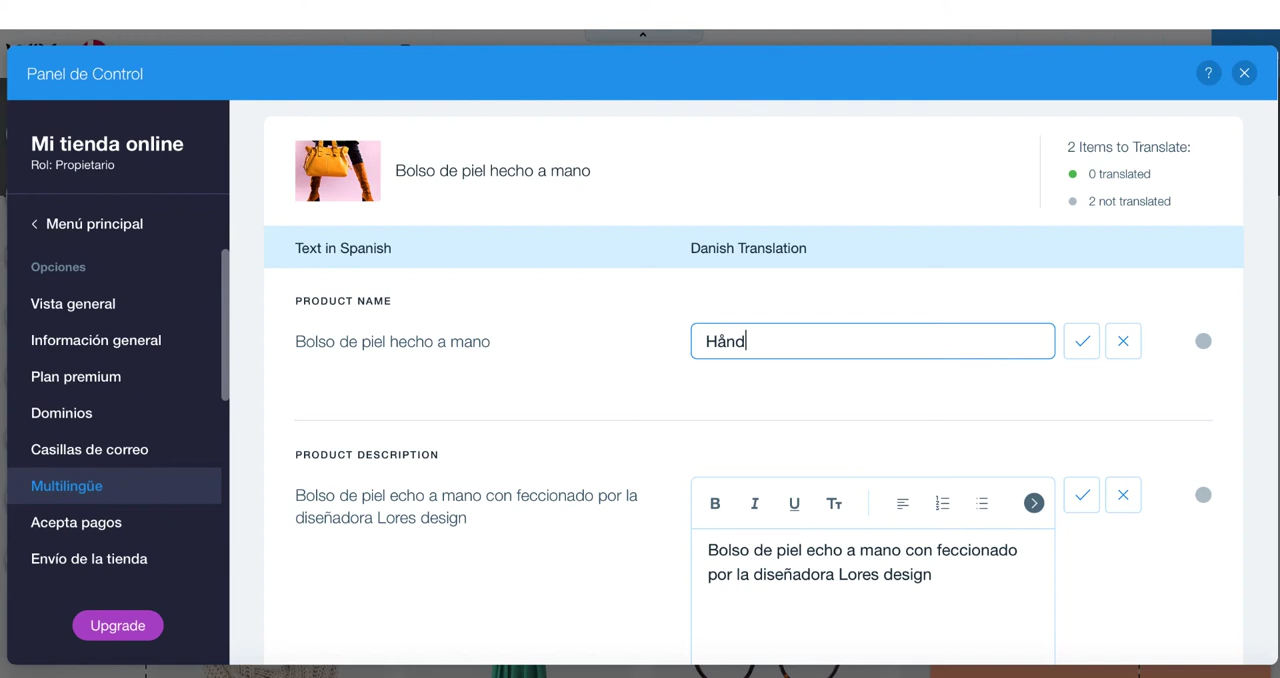 Panel de Control
?
Mi tienda online
Rol: Propietario
Menú principal
Opciones
Vista general
Información general
Plan premium
Dominios
Casillas de correo
Multilingüe
Acepta pagos
Envío de la tienda
Upgrade
Bolso de piel hecho a mano
2 Items to Translate:
0 translated
2 not translated
Text in Spanish
Danish Translation
PRODUCT NAME
Bolso de piel hecho a mano
Hånd
PRODUCT DESCRIPTION
Bolso de piel echo a mano con feccionado por la
diseñadora Lores design
B I U Tт
Bolso de piel echo a mano con feccionado
por la diseñadora Lores design